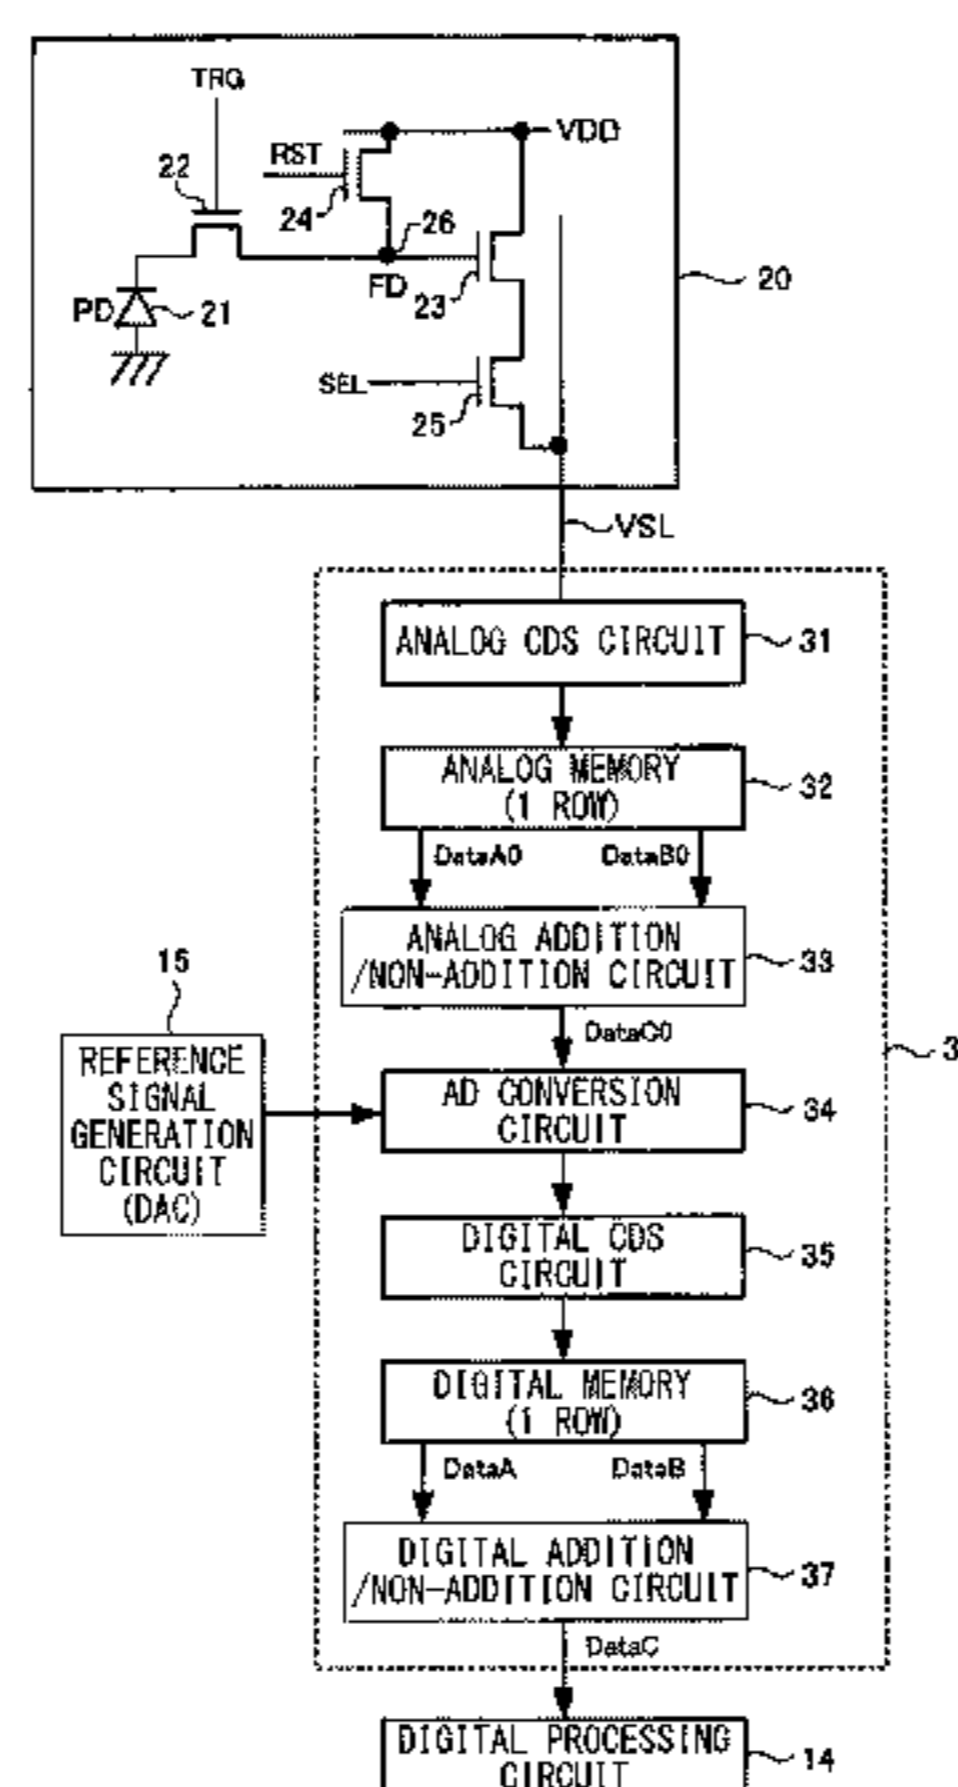 TRG
VDD
RST
22
24
26
FD
23
20
PD
21
SEL
25
VSL
ANALOG CDS CIRCUIT
31
ANALOG MEMORY
(1 ROW)
32
DataA0
DataB0
ANALOG ADDITION
/NON-ADDITION CIRCUIT
33
15
DataC0
3
REFERENCE
SIGNAL
GENERATION
CIRCUIT
(DAC)
AD CONVERSION
CIRCUIT
34
DIGITAL CDS
CIRCUIT
35
DIGITAL MEMORY
(1 ROW)
36
DataA
DataB
DIGITAL ADDITION
/NON-ADDITION CIRCUIT
37
DataC
DIGITAL PROCESSING
CIRCUIT
14